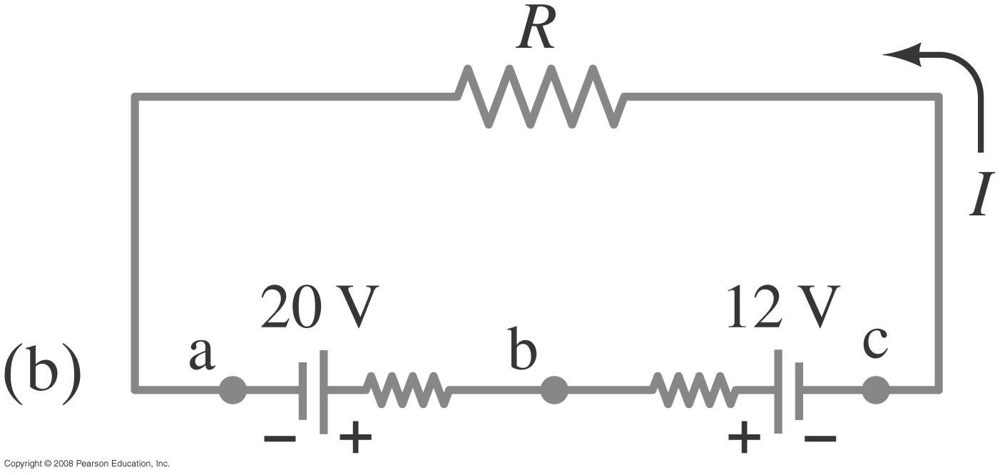 R
I
20 V
12 V
a
b
c
(b)
− +
+ −
Copyright © 2008 Pearson Education, Inc.